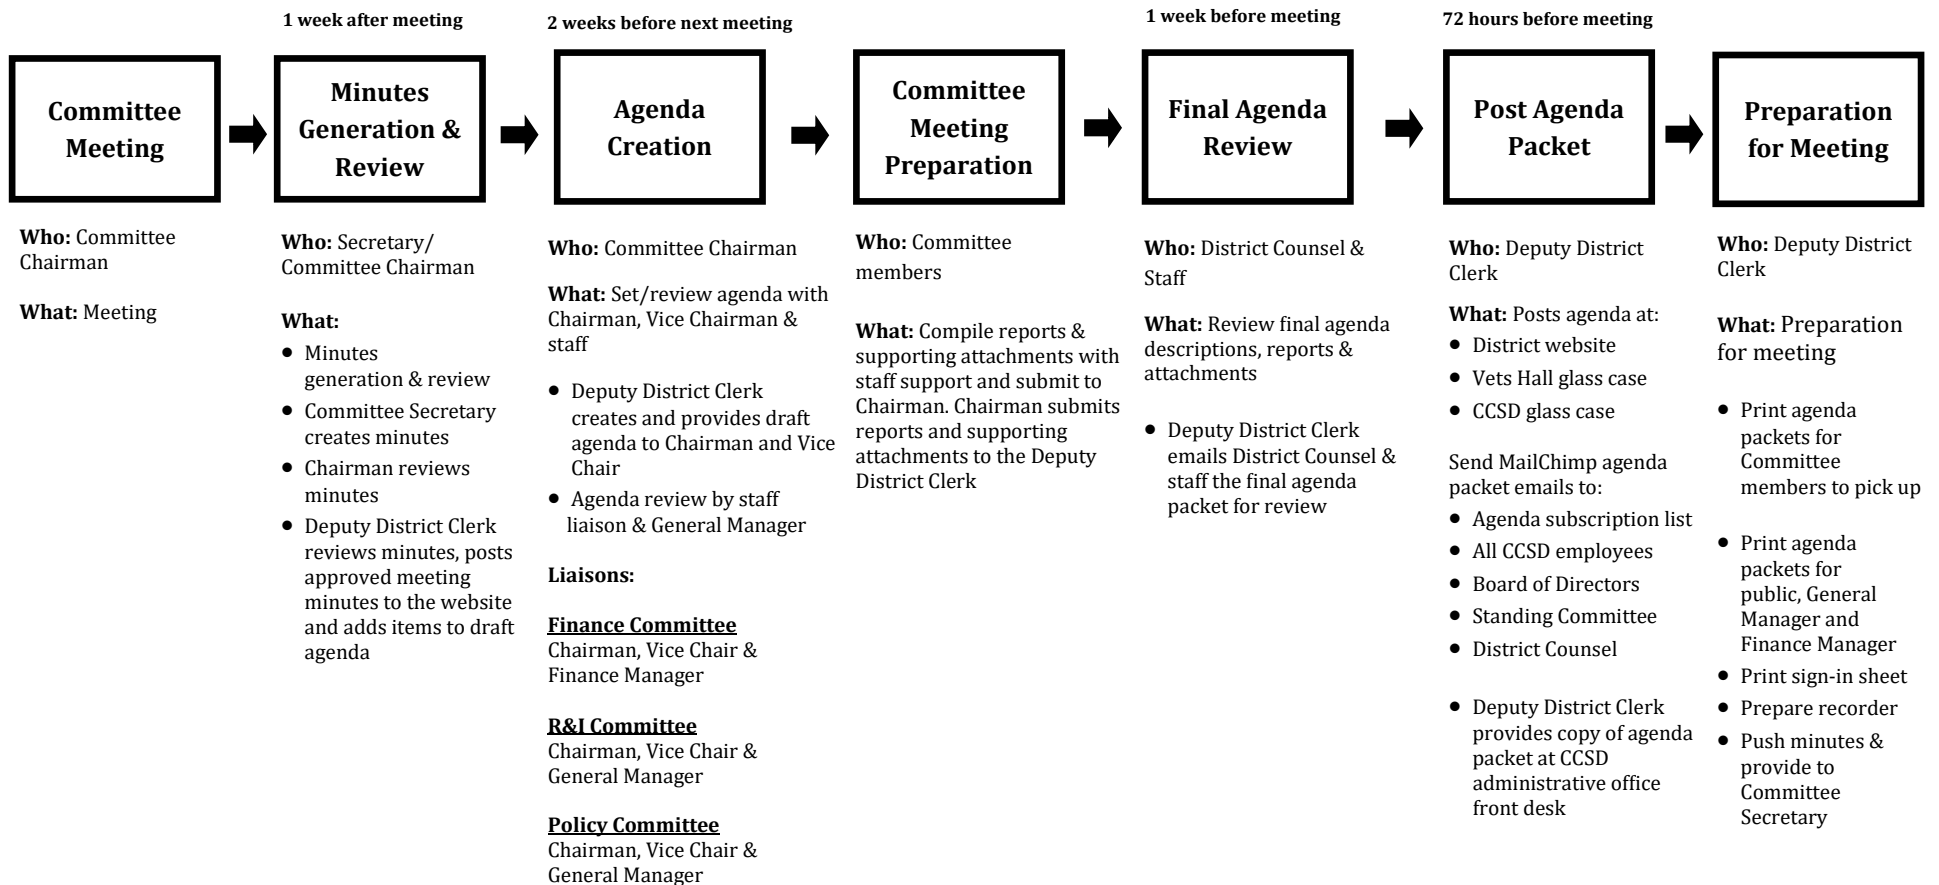 1 week after meeting
2 weeks before next meeting
1 week before meeting
72 hours before meeting
Committee
Meeting
Minutes
Generation &
Review
Agenda
Creation
Committee
Meeting
Preparation
Final Agenda
Review
Post Agenda
Packet
Preparation
for Meeting
Who: Committee
Chairman
What: Meeting
Who: Secretary/
Committee Chairman
What:
• Minutes
generation & review
• Committee Secretary
creates minutes
• Chairman reviews
minutes
• Deputy District Clerk
reviews minutes, posts
approved meeting
minutes to the website
and adds items to draft
agenda
Who: Committee Chairman
What: Set/review agenda with
Chairman, Vice Chairman &
staff
• Deputy District Clerk
creates and provides draft
agenda to Chairman and Vice
Chair
• Agenda review by staff
liaison & General Manager
Liaisons:
Finance Committee
Chairman, Vice Chair &
Finance Manager
R&I Committee
Chairman, Vice Chair &
General Manager
Policy Committee
Chairman, Vice Chair &
General Manager
Who: Committee
members
What: Compile reports &
supporting attachments with
staff support and submit to
Chairman. Chairman submits
reports and supporting
attachments to the Deputy
District Clerk
Who: District Counsel &
Staff
What: Review final agenda
descriptions, reports &
attachments
• Deputy District Clerk
emails District Counsel &
staff the final agenda
packet for review
Who: Deputy District
Clerk
What: Posts agenda at:
• District website
• Vets Hall glass case
• CCSD glass case
Send MailChimp agenda
packet emails to:
• Agenda subscription list
• All CCSD employees
• Board of Directors
• Standing Committee
• District Counsel
• Deputy District Clerk
provides copy of agenda
packet at CCSD
administrative office
front desk
Who: Deputy District
Clerk
What: Preparation
for meeting
• Print agenda
packets for
Committee
members to pick up
• Print agenda
packets for
public, General
Manager and
Finance Manager
• Print sign-in sheet
• Prepare recorder
• Push minutes &
provide to
Committee
Secretary